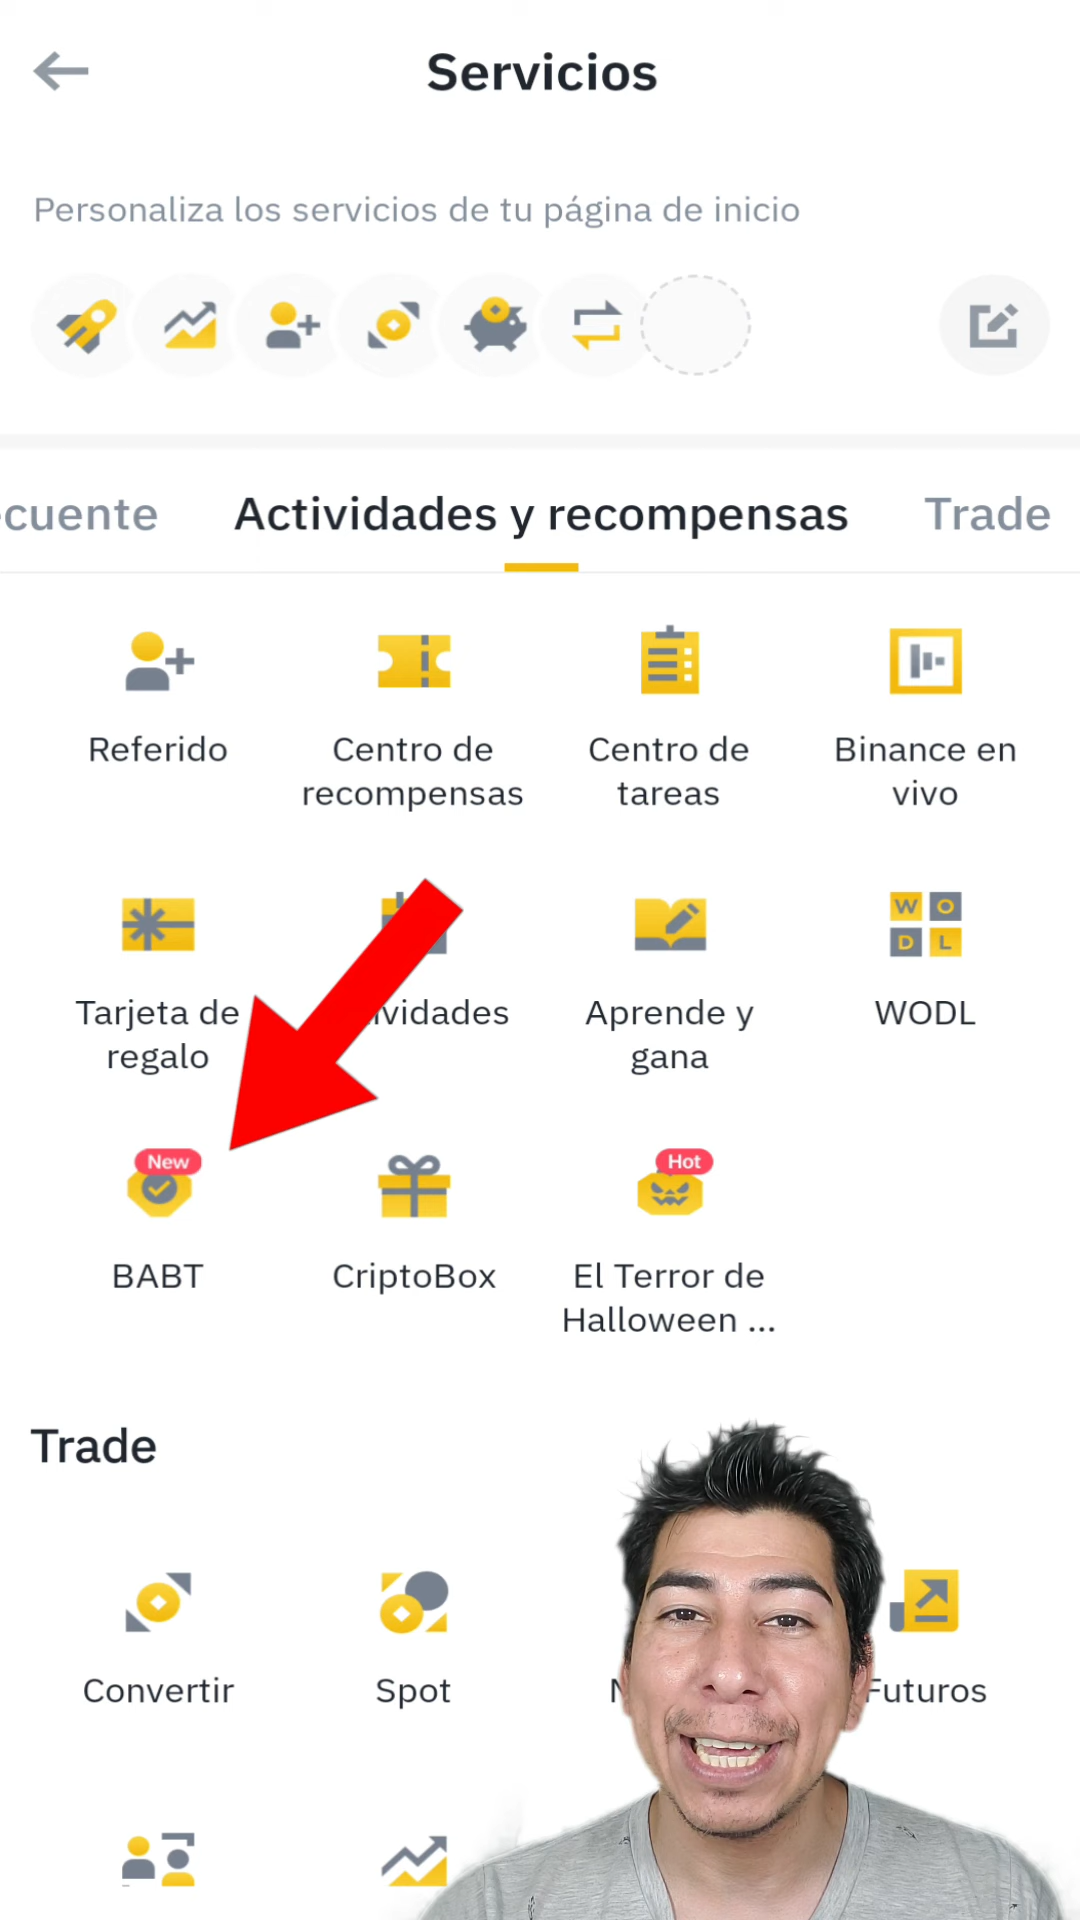 Servicios
Personaliza los servicios de tu página de inicio
cuente Actividades y recompensas Trade
Referido
Centro de
recompensas
Centro de
tareas
Binance en
vivo
Tarjeta de
regalo
vidades
Aprende y
gana
W O
D L
WODL
New
BABT
CriptoBox
Hot
El Terror de
Halloween ...
Trade
Convertir
Spot
Futuros